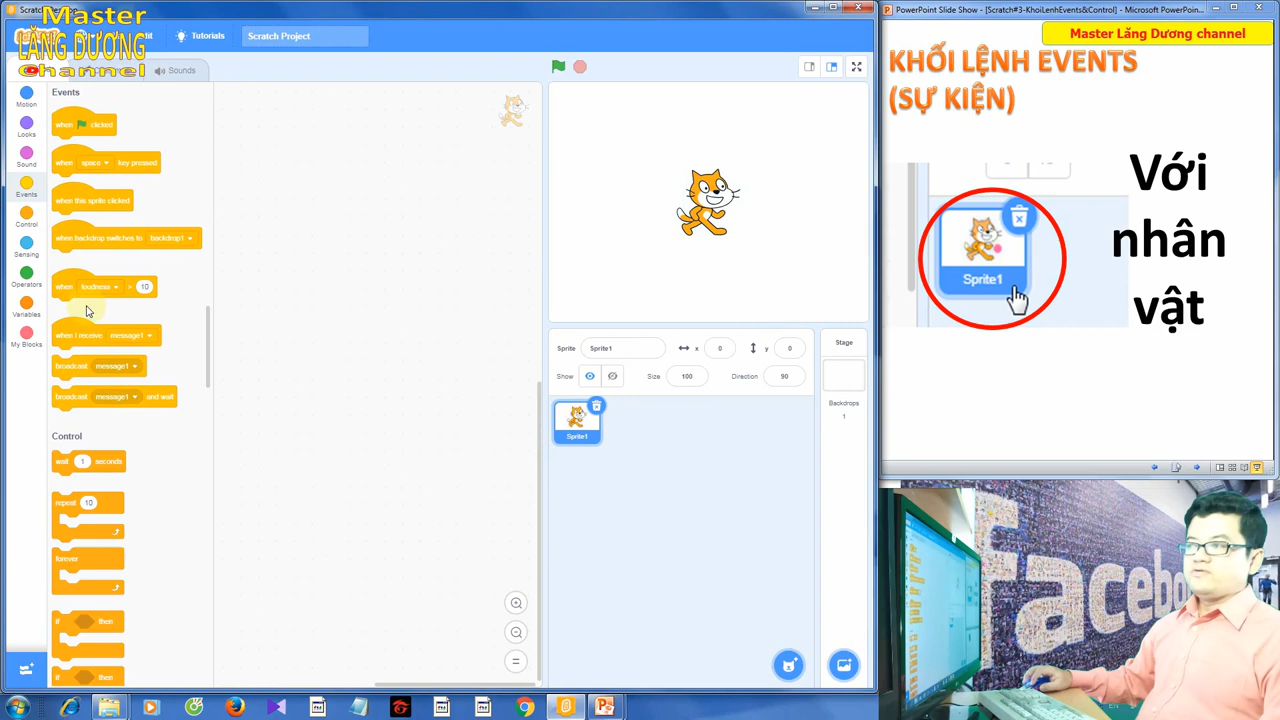 Master
LĂNG DƯƠNG
Channel
Tutorials
Scratch Project
Sounds
Motion
Looks
Sound
Events
Control
Sensing
Operators
Variables
My Blocks
Events
when clicked
when space key pressed
when this sprite clicked
when backdrop switches to backdrop1
when loudness > 10
when I receive message1
broadcast message1
broadcast message1 and wait
Control
wait 1 seconds
repeat 10
forever
if then
if then
Sprite Sprite1 x 0 y 0
Show Size 100 Direction 90
Sprite1
Stage
Backdrops
1
PowerPoint Slide Show - [Scratch#3-KhoiLenhEvents&Control] - Microsoft PowerPoin...
Master Lăng Dương channel
KHỐI LỆNH EVENTS
(SỰ KIỆN)
Sprite1
Với
nhân
vật
Facebo
EN